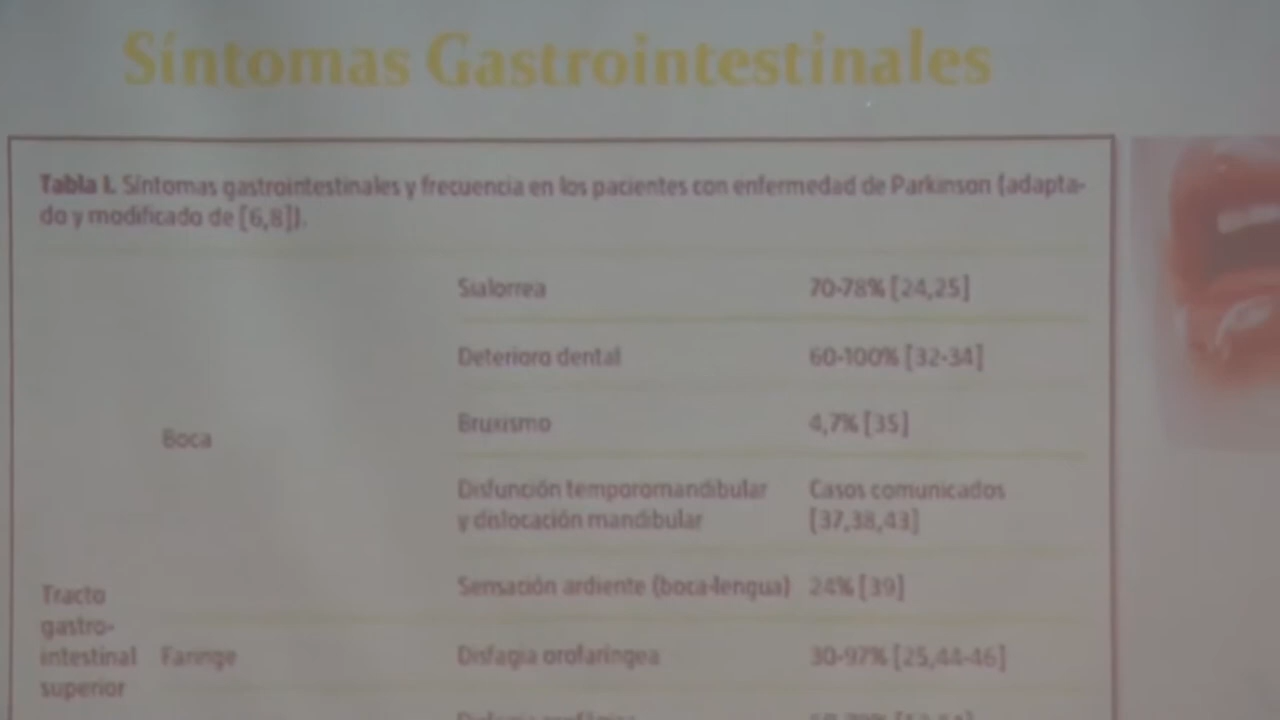 Síntomas Gastrointestinales
Tabla I. Síntomas gastrointestinales y frecuencia en los pacientes con enfermedad de Parkinson (adapta-
do y modificado de [6,8]).
Sialorrea 70-78% [24,25]
Deterioro dental 60-100% [32-34]
Bruxismo 4,7% [35]
Boca
Disfunción temporomandibular Casos comunicados
y dislocación mandibular [37,38,43]
Sensación ardiente (boca-lengua) 24% [39]
Tracto
gastro-
intestinal Faringe Disfagia orofaríngea 30-97% [25,44-46]
superior